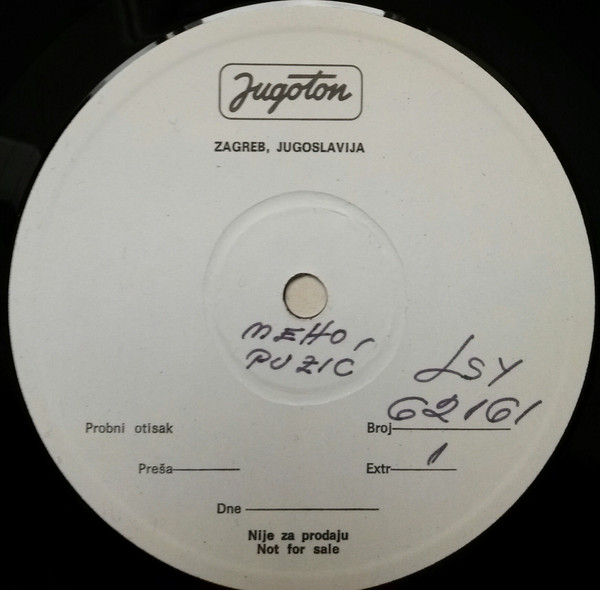 Jugoton
ZAGREB, JUGOSLAVIJA
MEHO,
PUZIĆ
LSY
Probni otisak
Broj 62161
Preša
Extr 1
Dne
Nije za prodaju
Not for sale